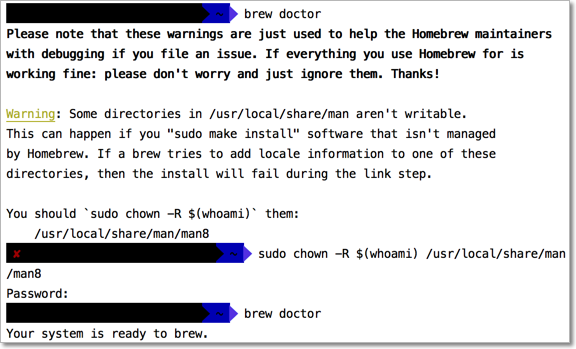 ~ brew doctor
Please note that these warnings are just used to help the Homebrew maintainers
with debugging if you file an issue. If everything you use Homebrew for is
working fine: please don't worry and just ignore them. Thanks!
Warning: Some directories in /usr/local/share/man aren't writable.
This can happen if you "sudo make install" software that isn't managed
by Homebrew. If a brew tries to add locale information to one of these
directories, then the install will fail during the link step.
You should `sudo chown -R $(whoami)` them:
/usr/local/share/man/man8
✘ ~ sudo chown -R $(whoami) /usr/local/share/man
/man8
Password:
~ brew doctor
Your system is ready to brew.